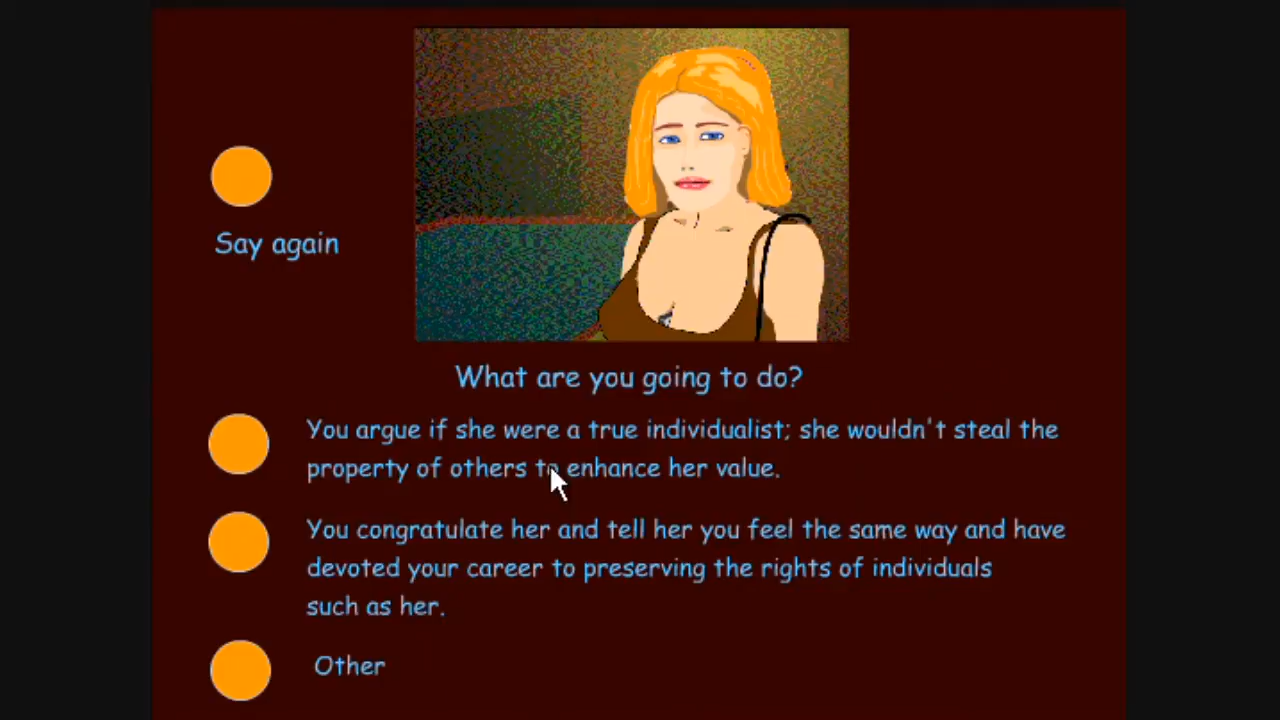 Say again
What are you going to do?
You argue if she were a true individualist; she wouldn't steal the
property of others to enhance her value.
You congratulate her and tell her you feel the same way and have
devoted your career to preserving the rights of individuals
such as her.
Other